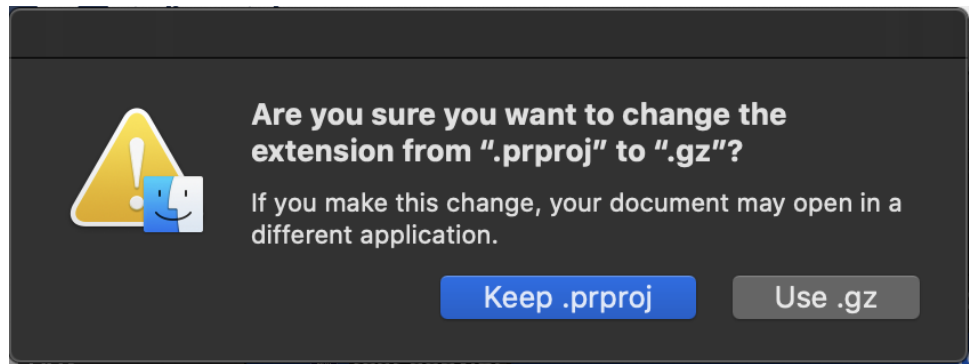 Are you sure you want to change the
extension from “.prproj” to “.gz”?
If you make this change, your document may open in a
different application.
Keep .prproj
Use .gz